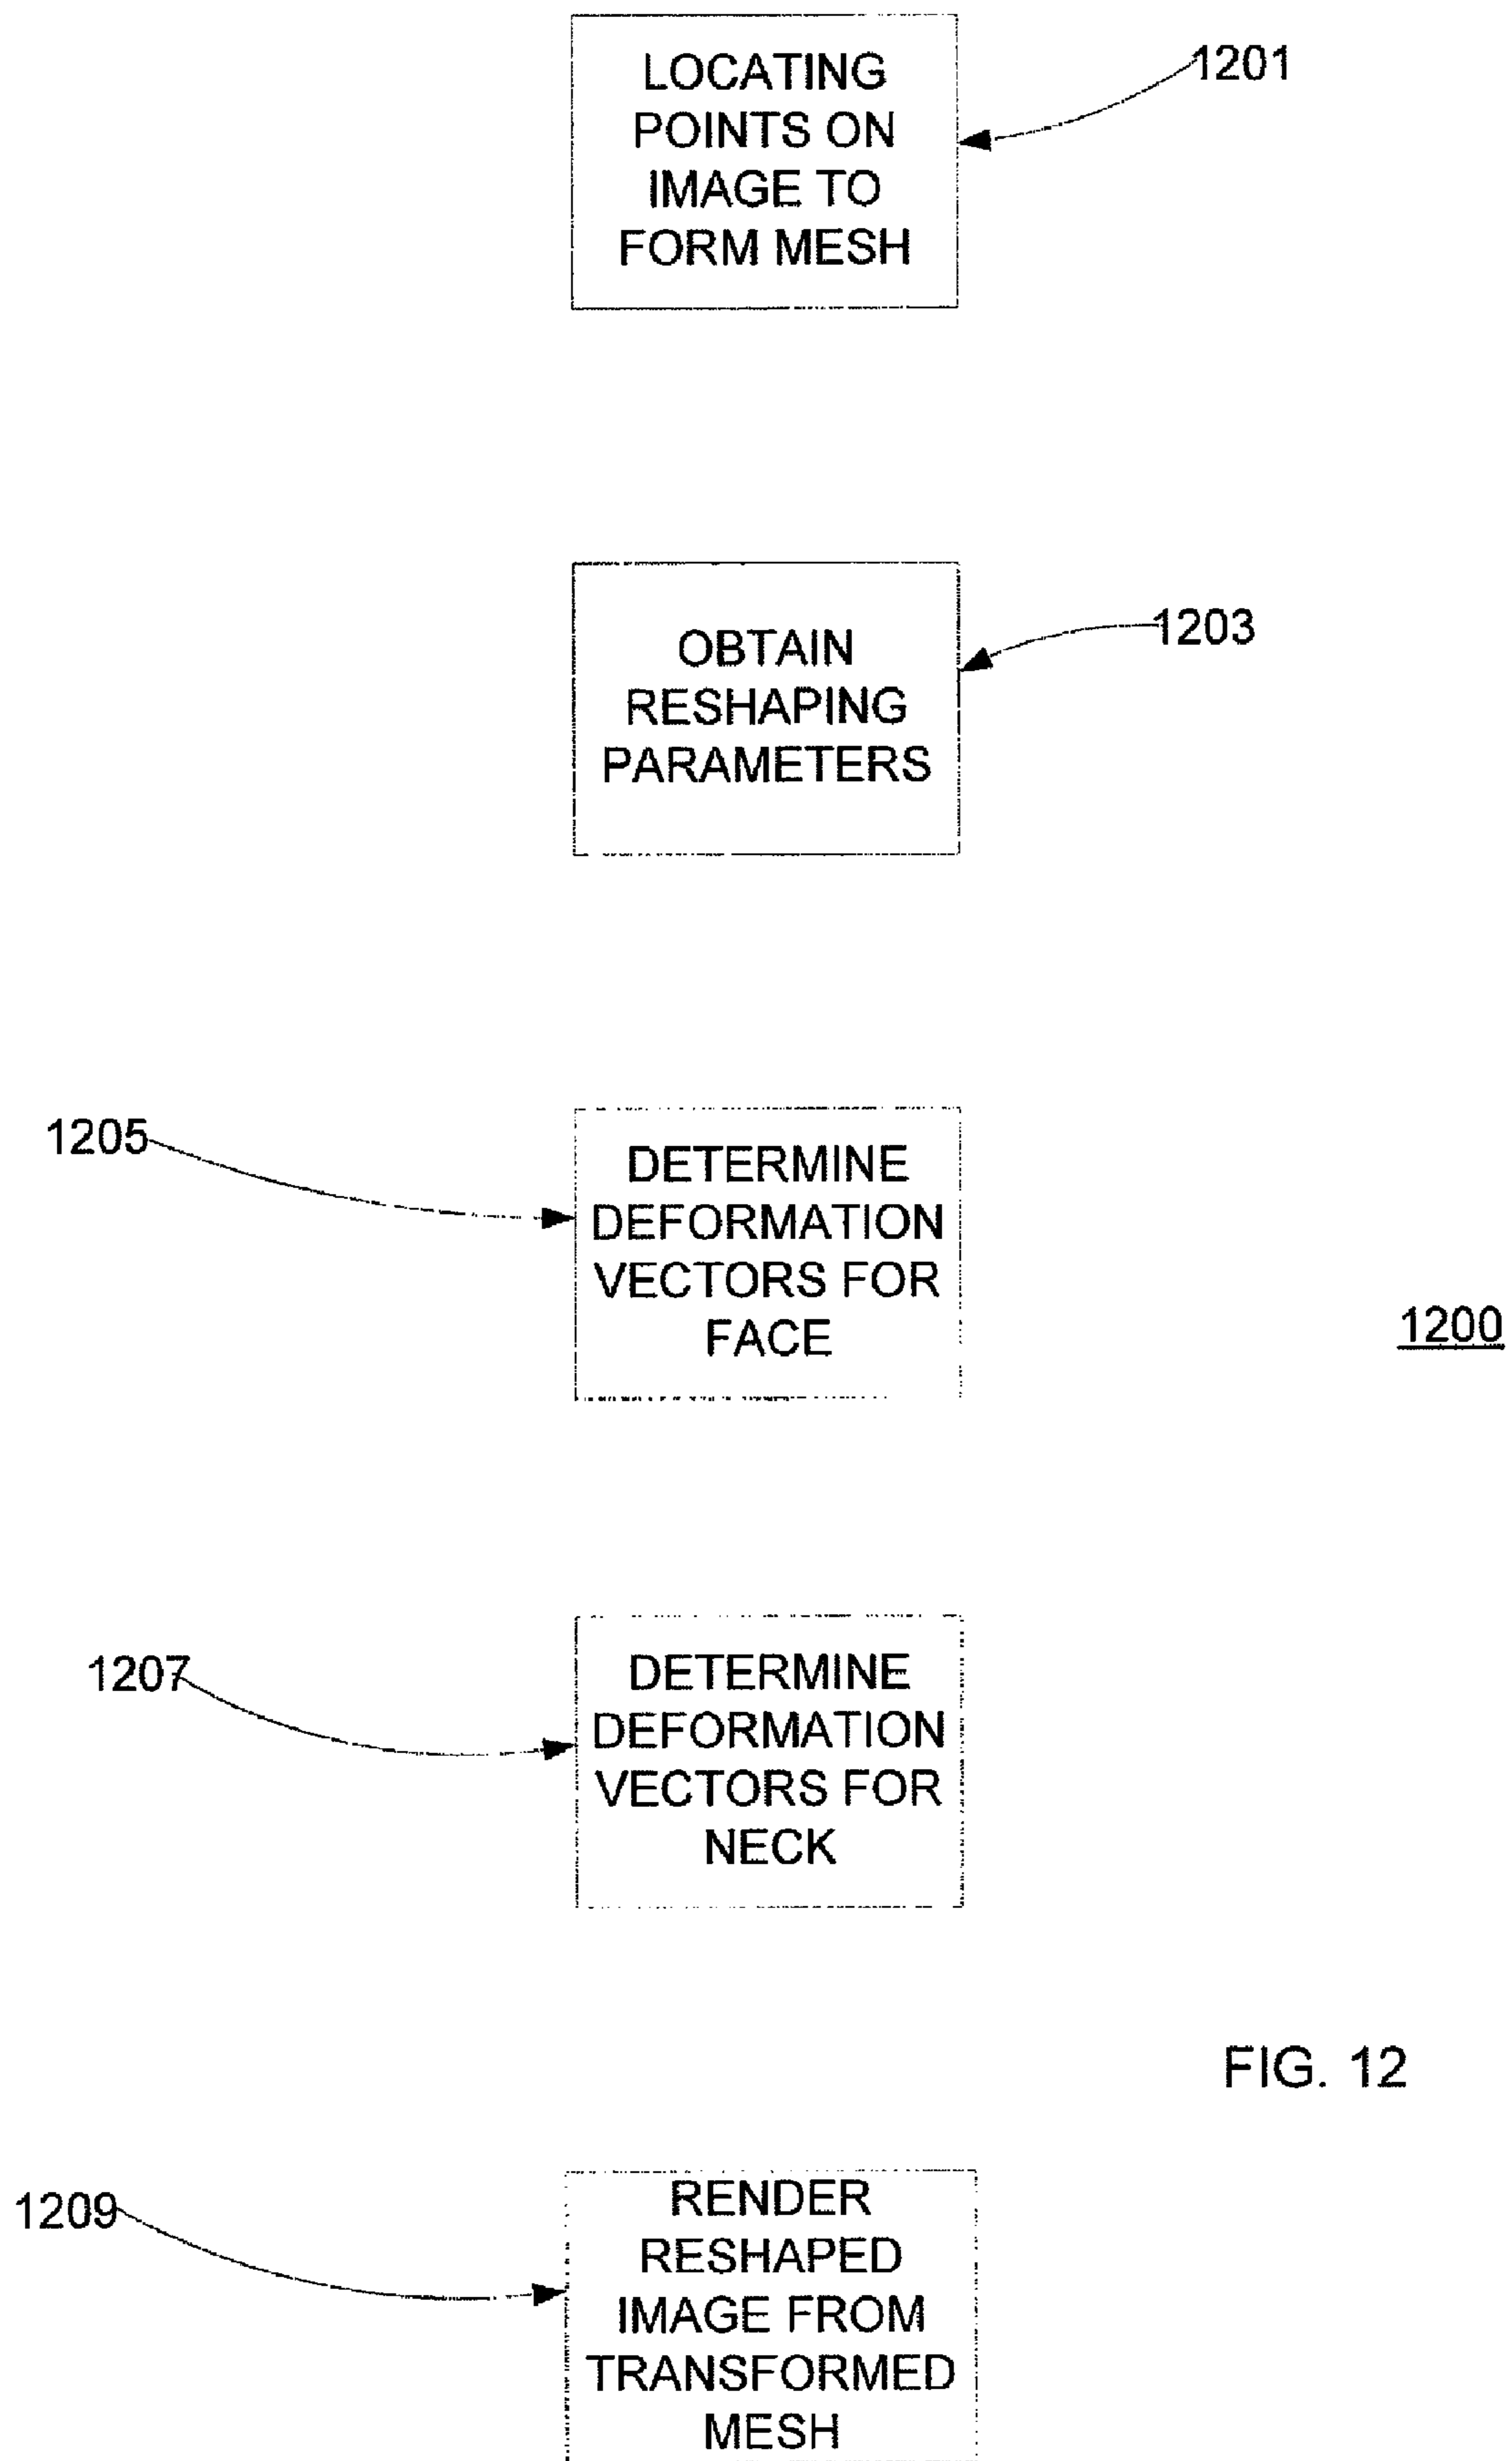 LOCATING
POINTS ON
IMAGE TO
FORM MESH
1201
OBTAIN
RESHAPING
PARAMETERS
1203
1205
DETERMINE
DEFORMATION
VECTORS FOR
FACE
1200
1207
DETERMINE
DEFORMATION
VECTORS FOR
NECK
FIG. 12
1209
RENDER
RESHAPED
IMAGE FROM
TRANSFORMED
MESH